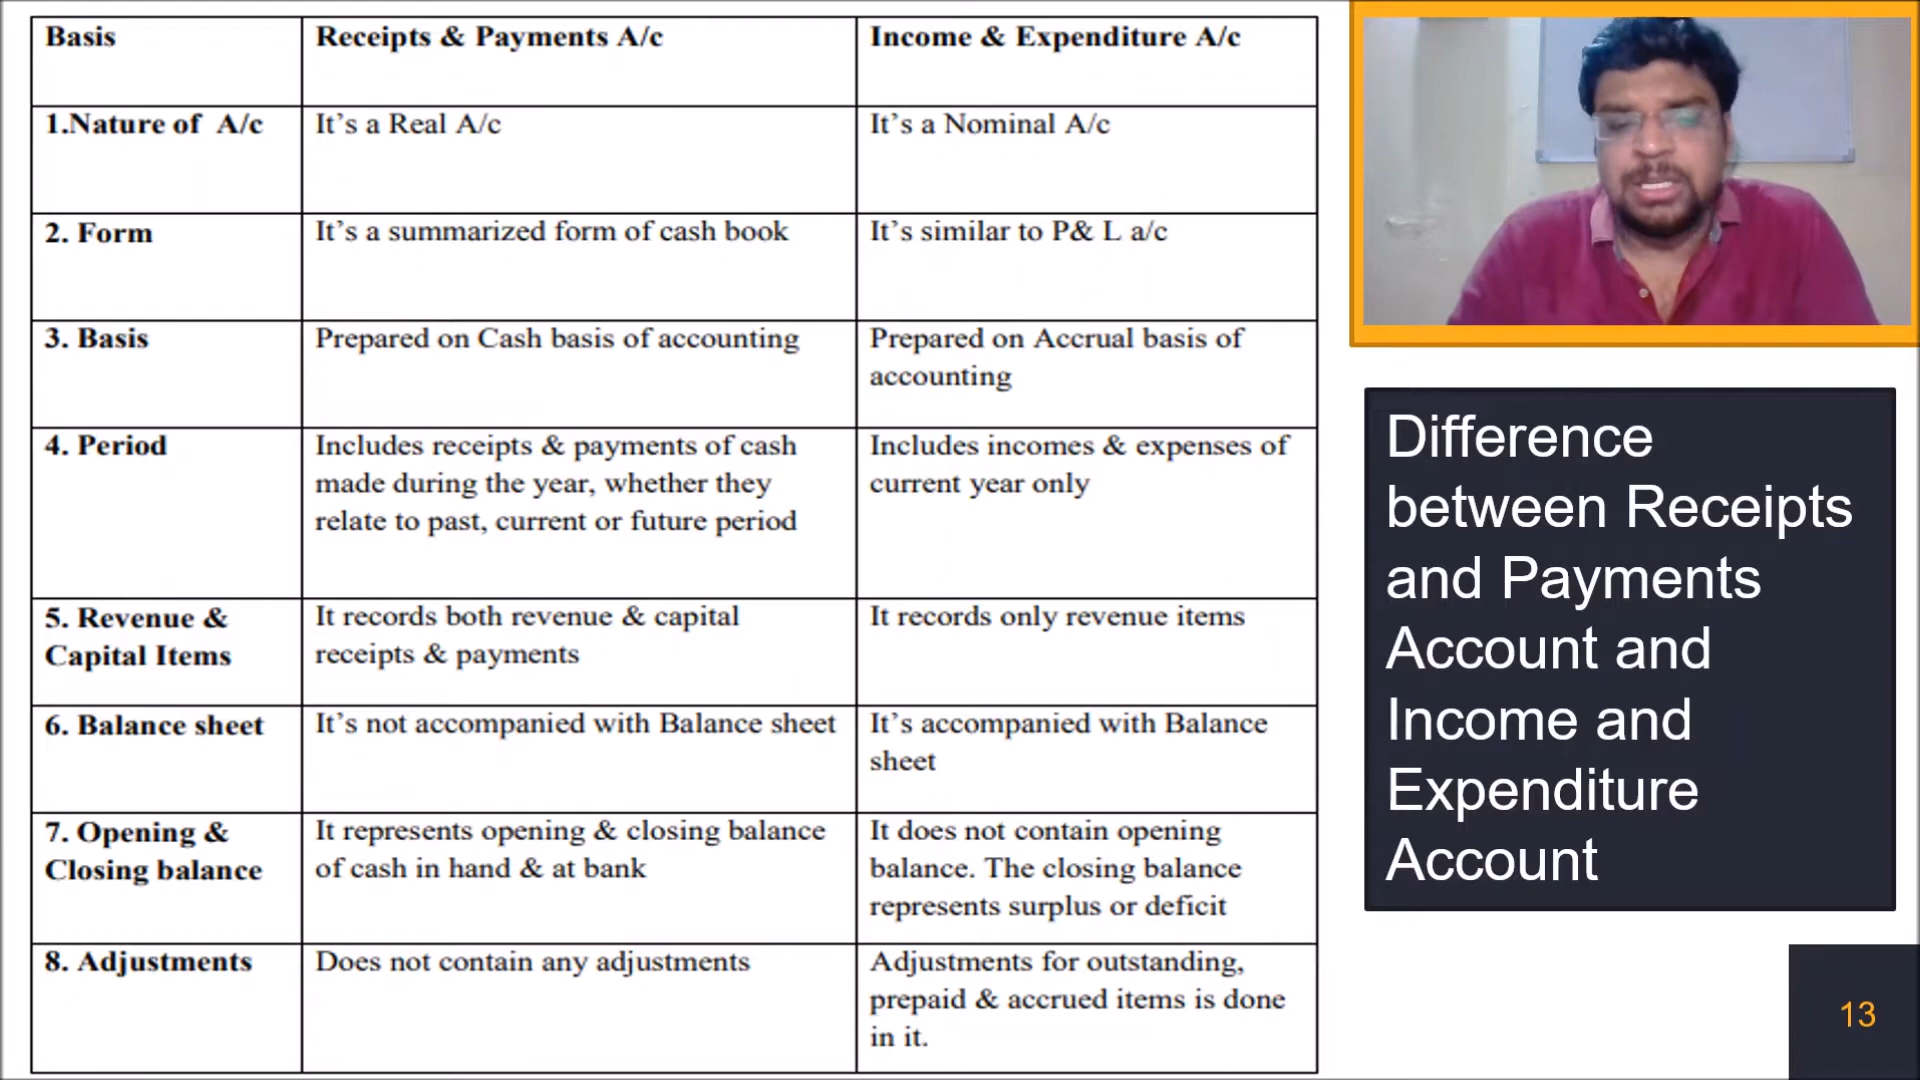 Basis
Receipts & Payments A/c
Income & Expenditure A/c
1.Nature of A/c
It’s a Real A/c
It’s a Nominal A/c
2. Form
It’s a summarized form of cash book
It’s similar to P& L a/c
3. Basis
Prepared on Cash basis of accounting
Prepared on Accrual basis of
accounting
4. Period
Includes receipts & payments of cash
made during the year, whether they
relate to past, current or future period
Includes incomes & expenses of
current year only
5. Revenue &
Capital Items
It records both revenue & capital
receipts & payments
It records only revenue items
6. Balance sheet
It’s not accompanied with Balance sheet
It’s accompanied with Balance
sheet
7. Opening &
Closing balance
It represents opening & closing balance
of cash in hand & at bank
It does not contain opening
balance. The closing balance
represents surplus or deficit
8. Adjustments
Does not contain any adjustments
Adjustments for outstanding,
prepaid & accrued items is done
in it.
Difference
between Receipts
and Payments
Account and
Income and
Expenditure
Account
13